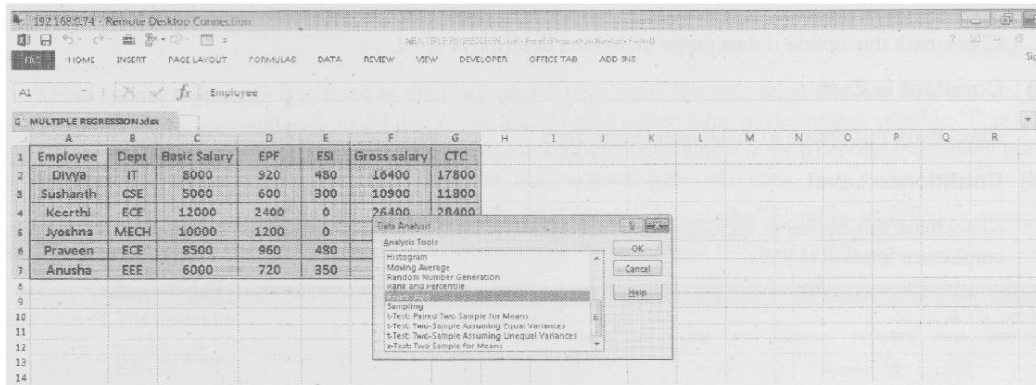 192.168.0.74 - Remote Desktop Connection
HOME INSERT PAGE LAYOUT FORMULAS DATA REVIEW VIEW DEVELOPER OFFICE TAB ADD INS
A1 fx Employee
MULTIPLE REGRESSION.xlsx
A B C D E F G H I J K L M N O P Q R
1 Employee Dept Basic Salary EPF ESI Gross salary CTC
2 Divya IT 8000 920 480 16400 17800
3 Sushanth CSE 5000 600 300 10900 11800
4 Keerthi ECE 12000 2400 0 26400 28400
5 Jyoshna MECH 10000 1200 0
6 Praveen ECE 8500 960 480
7 Anusha EEE 6000 720 350
8
9
10
11
12
13
14
Data Analysis
Analysis Tools
Histogram
Moving Average
Random Number Generation
Rank and Percentile
Sampling
t-Test: Paired Two Sample for Means
t-Test: Two-Sample Assuming Equal Variances
t-Test: Two-Sample Assuming Unequal Variances
z-Test: Two Sample for Means
OK
Cancel
Help